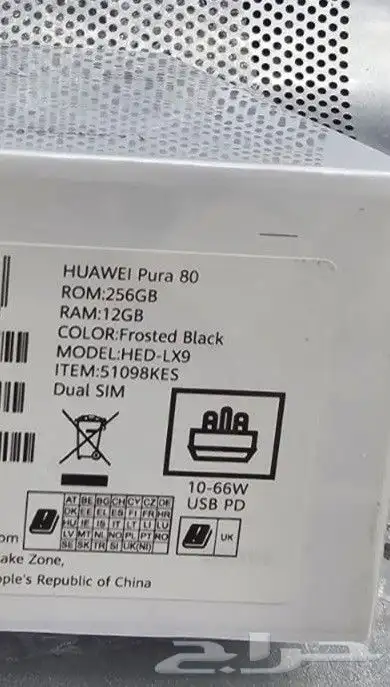 HUAWEI Pura 80
ROM:256GB
RAM:12GB
COLOR:Frosted Black
MODEL:HED-LX9
ITEM:51098KES
Dual SIM
10-66W
USB PD
AT BE BG CH CY CZ DE
DK EE EL ES FI FR HR
HU IE IS IT LT LI LU
LV MT NL NO PL PT RO
SE SK TR SI UK(NI)
UK
om
ake Zone,
ople's Republic of China
حراج